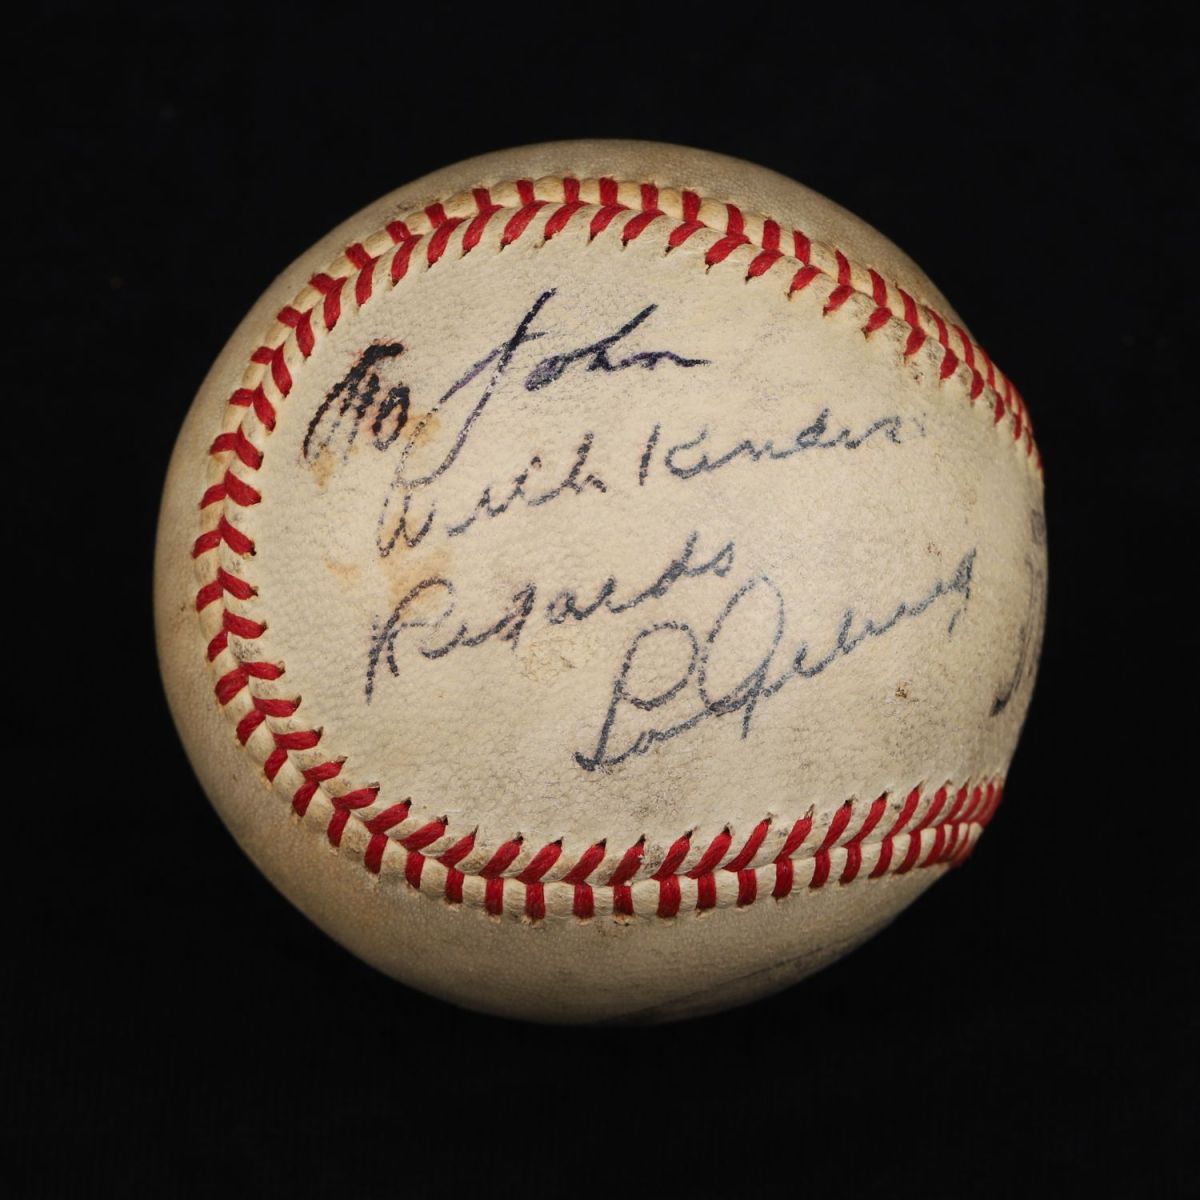 To John
With Kindest
Regards
Lou Gehrig